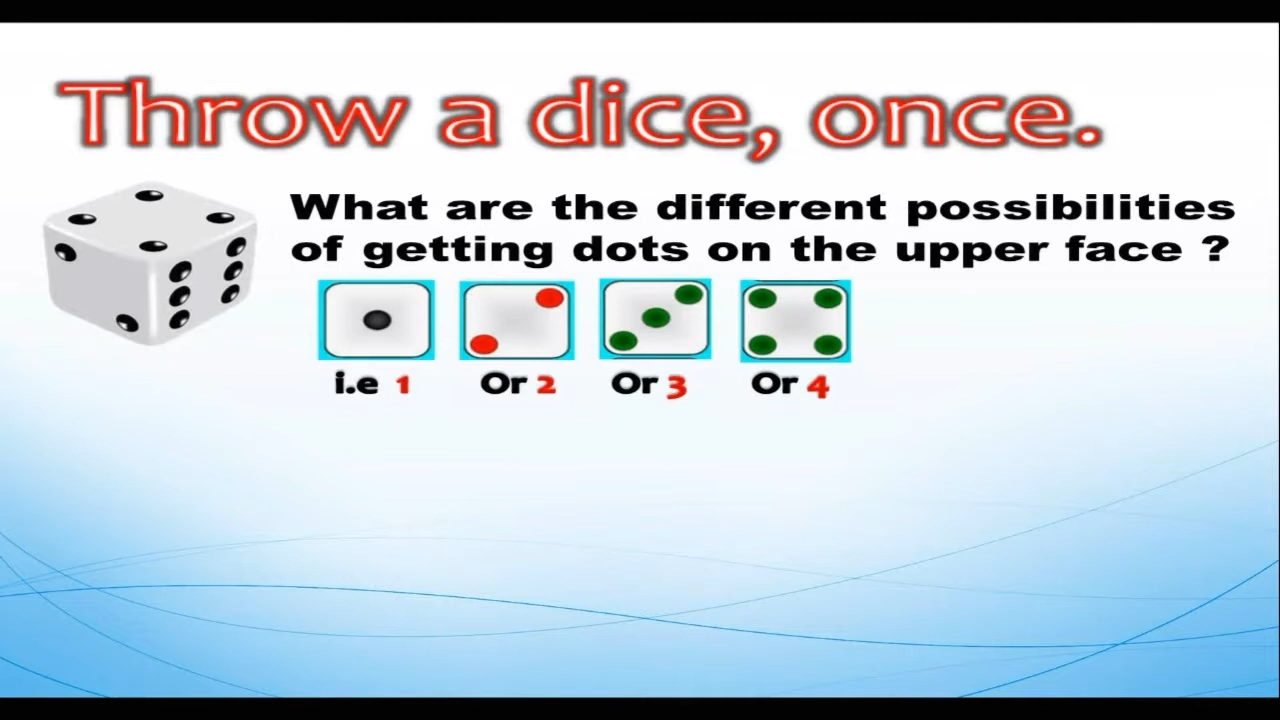 Throw a dice, once.
What are the different possibilities
of getting dots on the upper face ?
i.e 1 Or 2 Or 3 Or 4